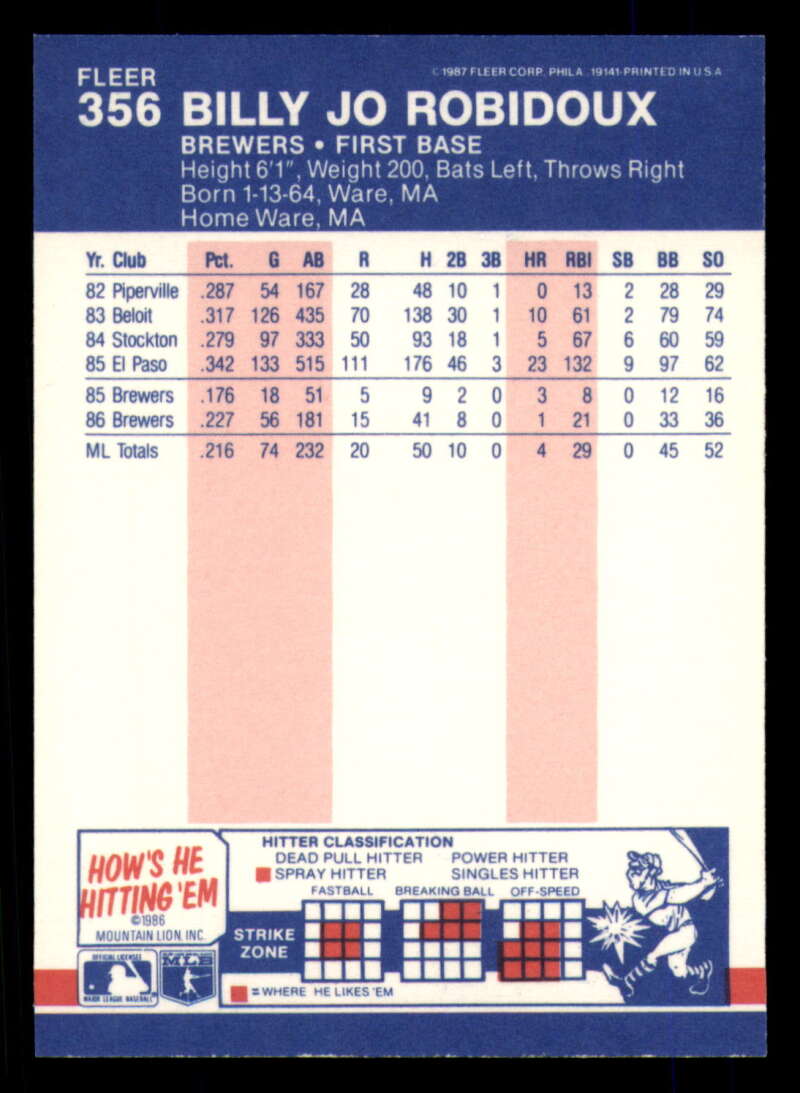 © 1987 FLEER CORP. PHILA. 19141-PRINTED IN U.S.A.
FLEER
356 BILLY JO ROBIDOUX
BREWERS • FIRST BASE
Height 6'1", Weight 200, Bats Left, Throws Right
Born 1-13-64, Ware, MA
Home Ware, MA
Yr. Club Pct. G AB R H 2B 3B HR RBI SB BB SO
82 Piperville .287 54 167 28 48 10 1 0 13 2 28 29
83 Beloit .317 126 435 70 138 30 1 10 61 2 79 74
84 Stockton .279 97 333 50 93 18 1 5 67 6 60 59
85 El Paso .342 133 515 111 176 46 3 23 132 9 97 62
85 Brewers .176 18 51 5 9 2 0 3 8 0 12 16
86 Brewers .227 56 181 15 41 8 0 1 21 0 33 36
ML Totals .216 74 232 20 50 10 0 4 29 0 45 52
HOW'S HE
HITTING 'EM
©1986
MOUNTAIN LION, INC.
OFFICIAL LICENSEE
MAJOR LEAGUE BASEBALL
MLB
HITTER CLASSIFICATION
DEAD PULL HITTER POWER HITTER
SPRAY HITTER SINGLES HITTER
FASTBALL BREAKING BALL OFF-SPEED
STRIKE
ZONE
= WHERE HE LIKES 'EM